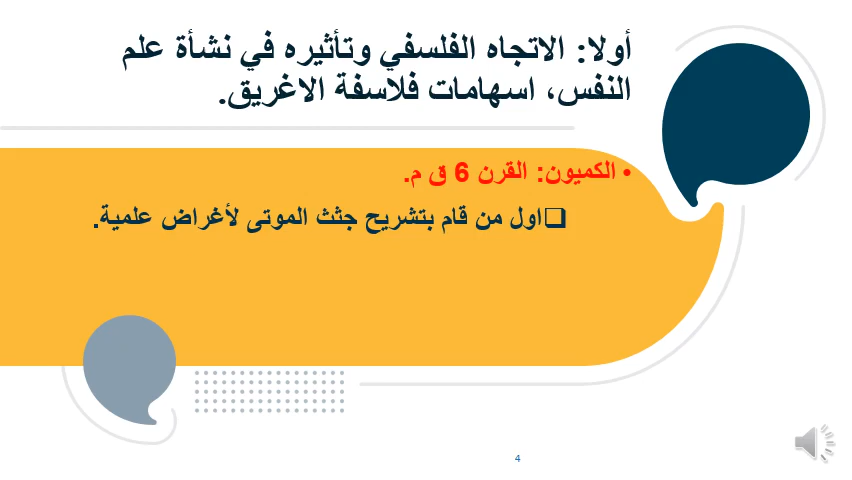 أولا: الاتجاه الفلسفي وتأثيره في نشأة علم
النفس، اسهامات فلاسفة الاغريق.
• الكميون: القرن 6 ق م.
❑اول من قام بتشريح جثث الموتى لأغراض علمية.
4